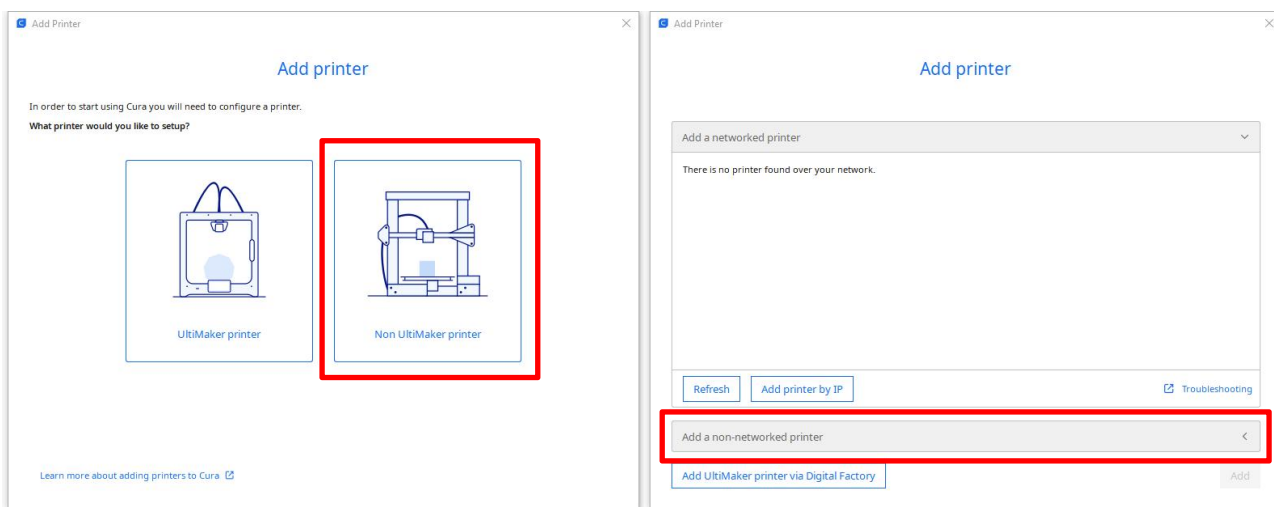 Add Printer
Add printer
In order to start using Cura you will need to configure a printer.
What printer would you like to setup?
UltiMaker printer
Non UltiMaker printer
Learn more about adding printers to Cura
Add Printer
Add printer
Add a networked printer
There is no printer found over your network.
Refresh
Add printer by IP
Troubleshooting
Add a non-networked printer
Add UltiMaker printer via Digital Factory
Add